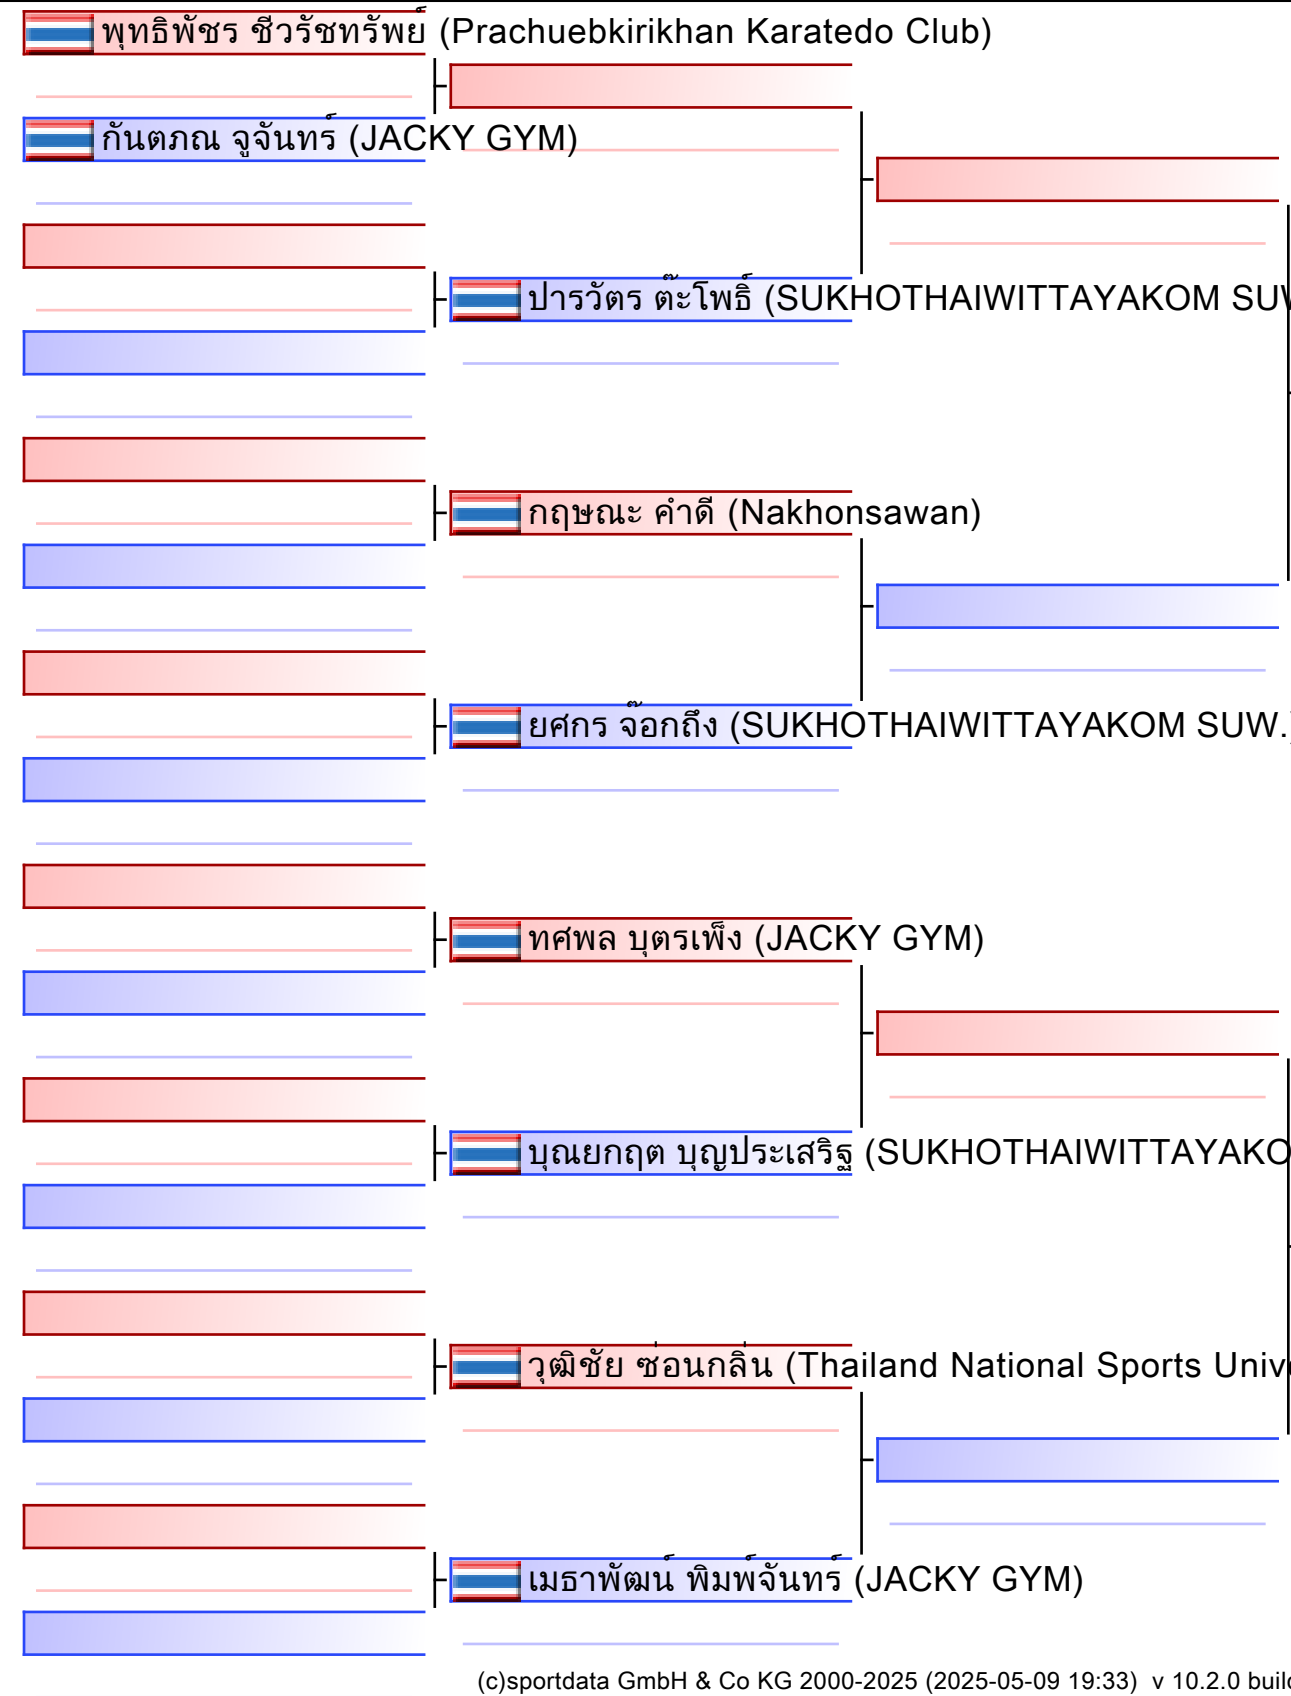 พุทธิพัชร ชีวรัชทรัพย์ (Prachuebkirikhan Karatedo Club)
กันตภณ จูจันทร์ (JACKY GYM)
ปารวัตร ต๊ะโพธิ์ (SUKHOTHAIWITTAYAKOM SUW
กฤษณะ คำดี (Nakhonsawan)
ยศกร จ๊อกถึง (SUKHOTHAIWITTAYAKOM SUW.)
ทศพล บุตรเพ็ง (JACKY GYM)
บุณยกฤต บุญประเสริฐ (SUKHOTHAIWITTAYAKO
วุฒิชัย ซ่อนกลิ่น (Thailand National Sports Unive
เมธาพัฒน์ พิมพ์จันทร์ (JACKY GYM)
(c)sportdata GmbH & Co KG 2000-2025 (2025-05-09 19:33) v 10.2.0 build